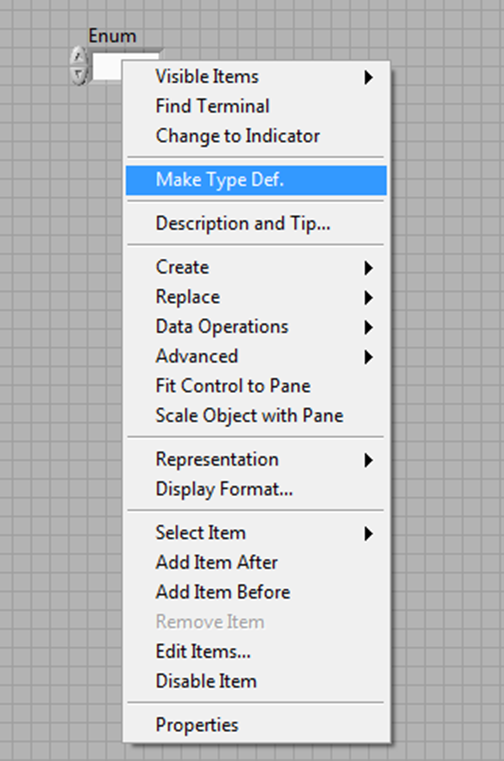 Enum
Visible Items
Find Terminal
Change to Indicator
Make Type Def.
Description and Tip...
Create
Replace
Data Operations
Advanced
Fit Control to Pane
Scale Object with Pane
Representation
Display Format...
Select Item
Add Item After
Add Item Before
Remove Item
Edit Items...
Disable Item
Properties